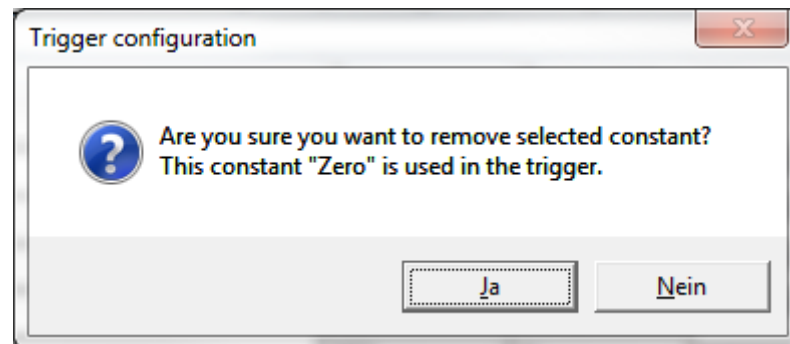 Trigger configuration
Are you sure you want to remove selected constant?
This constant "Zero" is used in the trigger.
Ja
Nein